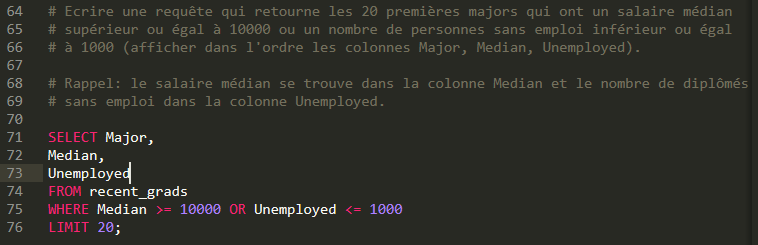 64 # Ecrire une requête qui retourne les 20 premières majors qui ont un salaire médian
65 # supérieur ou égal à 10000 ou un nombre de personnes sans emploi inférieur ou égal
66 # à 1000 (afficher dans l'ordre les colonnes Major, Median, Unemployed).
67
68 # Rappel: le salaire médian se trouve dans la colonne Median et le nombre de diplômés
69 # sans emploi dans la colonne Unemployed.
70
71 SELECT Major,
72 Median,
73 Unemployed
74 FROM recent_grads
75 WHERE Median >= 10000 OR Unemployed <= 1000
76 LIMIT 20;